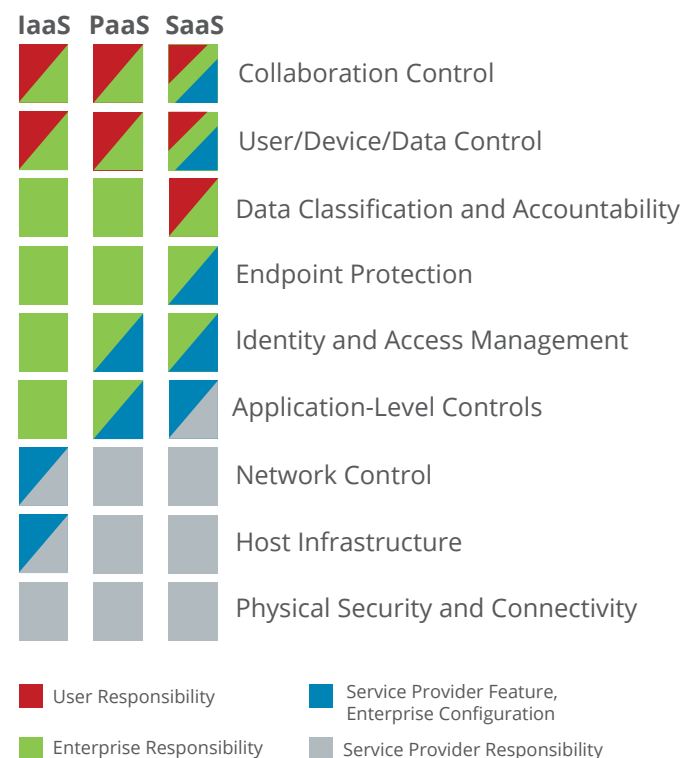 IaaS PaaS SaaS
Collaboration Control
User/Device/Data Control
Data Classification and Accountability
Endpoint Protection
Identity and Access Management
Application-Level Controls
Network Control
Host Infrastructure
Physical Security and Connectivity
User Responsibility
Service Provider Feature,
Enterprise Configuration
Enterprise Responsibility
Service Provider Responsibility